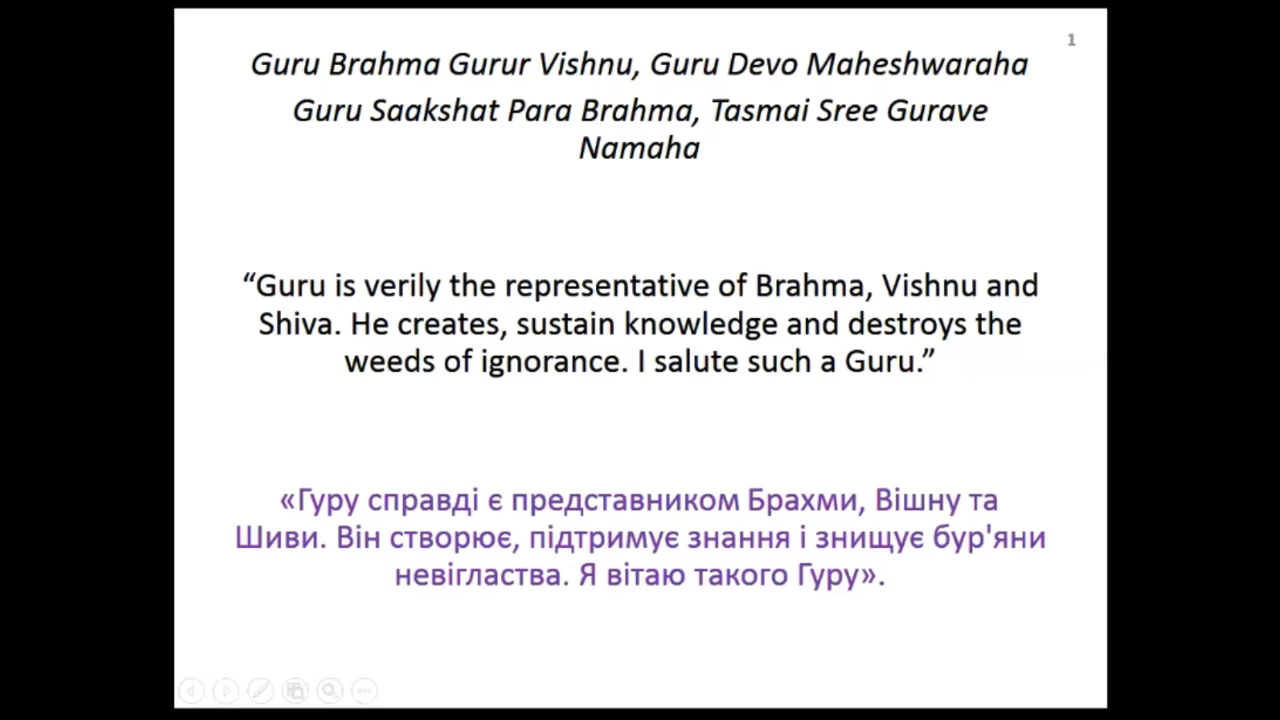 1
Guru Brahma Gurur Vishnu, Guru Devo Maheshwaraha
Guru Saakshat Para Brahma, Tasmai Sree Gurave
Namaha
“Guru is verily the representative of Brahma, Vishnu and
Shiva. He creates, sustain knowledge and destroys the
weeds of ignorance. I salute such a Guru.”
«Гуру справді є представником Брахми, Вішну та
Шиви. Він створює, підтримує знання і знищує бур'яни
невігластва. Я вітаю такого Гуру».